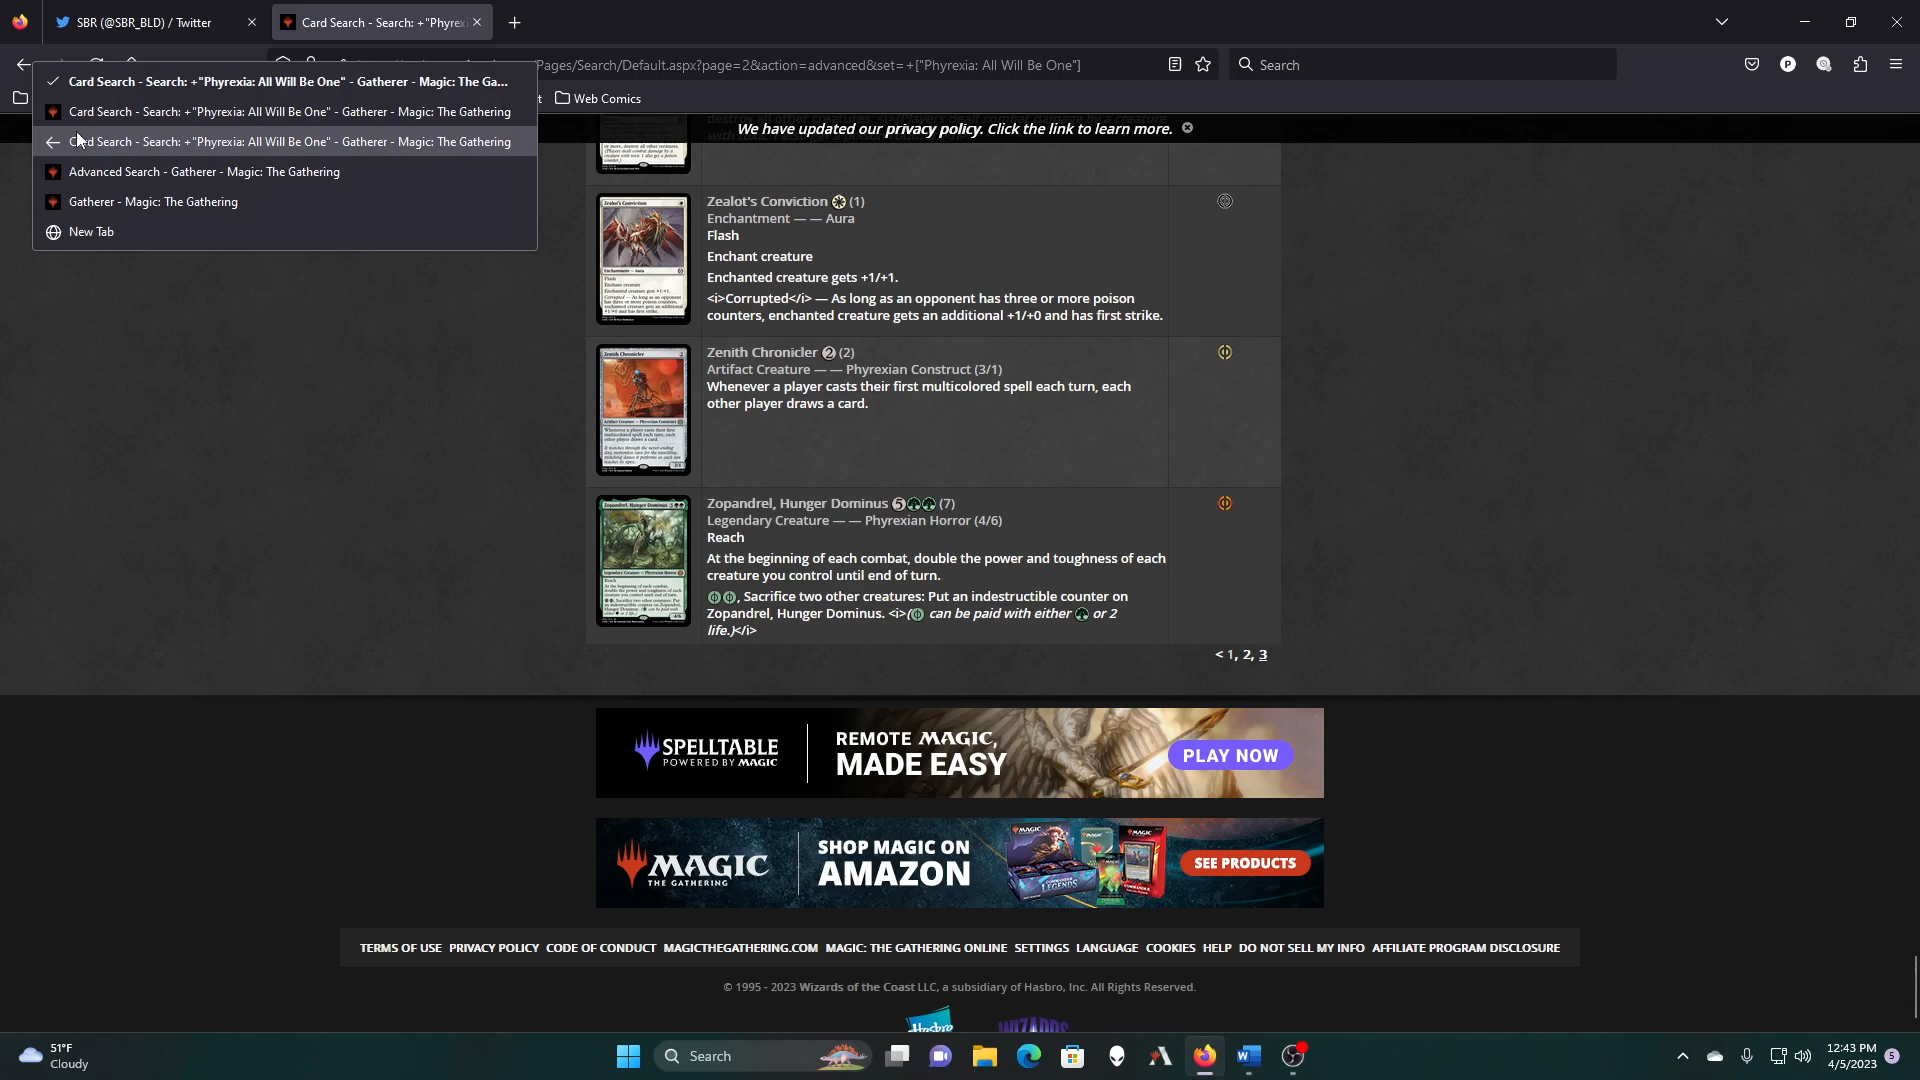 SBR (@SBR_BLD) / Twitter
Card Search - Search: +"Phyrexi
Pages/Search/Default.aspx?page=2&action=advanced&set=+["Phyrexia: All Will Be One"]
Search
Card Search - Search: +"Phyrexia: All Will Be One" - Gatherer - Magic: The Ga...
Card Search - Search: +"Phyrexia: All Will Be One" - Gatherer - Magic: The Gathering
Card Search - Search: +"Phyrexia: All Will Be One" - Gatherer - Magic: The Gathering
Advanced Search - Gatherer - Magic: The Gathering
Gatherer - Magic: The Gathering
New Tab
Web Comics
We have updated our privacy policy. Click the link to learn more.
Zealot's Conviction (1)
Enchantment — — Aura
Flash
Enchant creature
Enchanted creature gets +1/+1.
<i>Corrupted</i> — As long as an opponent has three or more poison
counters, enchanted creature gets an additional +1/+0 and has first strike.
Zenith Chronicler 2 (2)
Artifact Creature — — Phyrexian Construct (3/1)
Whenever a player casts their first multicolored spell each turn, each
other player draws a card.
Zopandrel, Hunger Dominus 5 (7)
Legendary Creature — — Phyrexian Horror (4/6)
Reach
At the beginning of each combat, double the power and toughness of each
creature you control until end of turn.
, Sacrifice two other creatures: Put an indestructible counter on
Zopandrel, Hunger Dominus. <i>( can be paid with either or 2
life.)</i>
< 1, 2, 3
SPELLTABLE
POWERED BY MAGIC
REMOTE MAGIC,
MADE EASY
PLAY NOW
MAGIC
THE GATHERING
SHOP MAGIC ON
AMAZON
SEE PRODUCTS
TERMS OF USE PRIVACY POLICY CODE OF CONDUCT MAGICTHEGATHERING.COM MAGIC: THE GATHERING ONLINE SETTINGS LANGUAGE COOKIES HELP DO NOT SELL MY INFO AFFILIATE PROGRAM DISCLOSURE
© 1995 - 2023 Wizards of the Coast LLC, a subsidiary of Hasbro, Inc. All Rights Reserved.
Hasbro
WIZARDS
51°F
Cloudy
Search
12:43 PM
4/5/2023
5